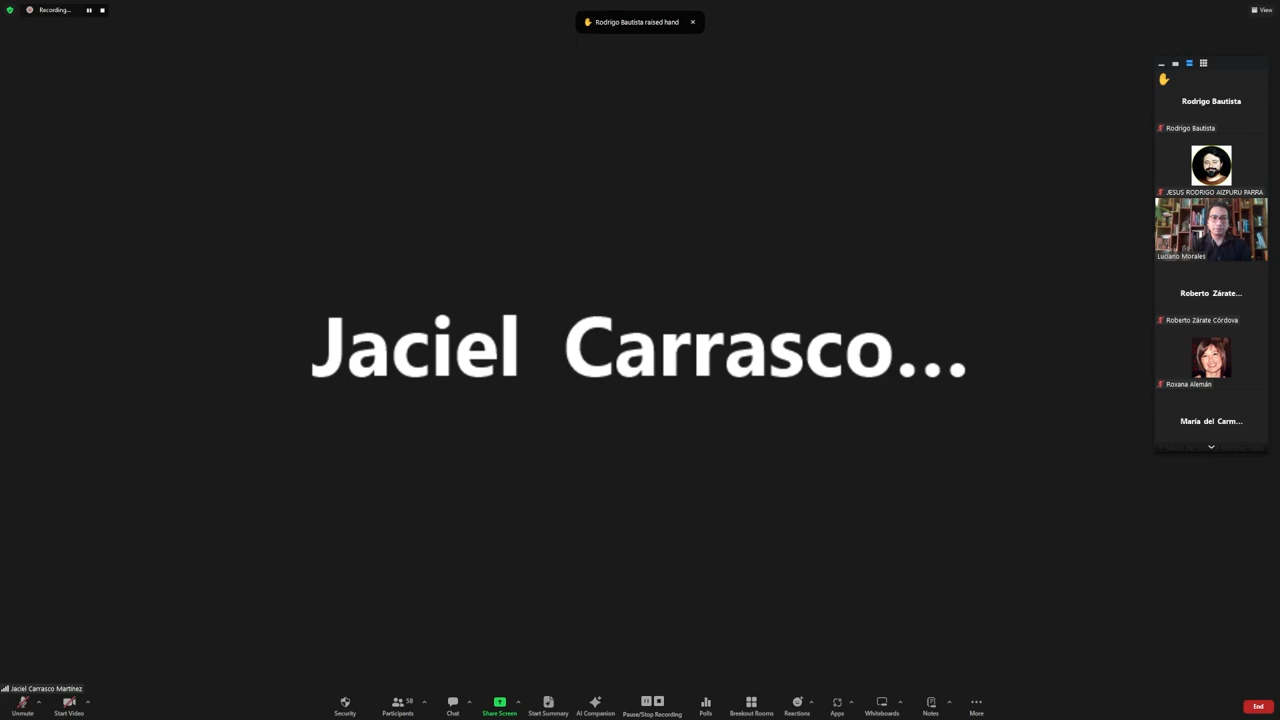 Recording...
Rodrigo Bautista raised hand
View
Rodrigo Bautista
Rodrigo Bautista
JESUS RODRIGO AIZPURU PARRA
Luciano Morales
Roberto Zárate...
Roberto Zárate Córdova
Roxana Alemán
María del Carm...
Jaciel Carrasco...
Jaciel Carrasco Martínez
Unmute
Start Video
Security
58
Participants
Chat
Share Screen
Start Summary
AI Companion
Pause/Stop Recording
Polls
Breakout Rooms
Reactions
Apps
Whiteboards
Notes
More
End